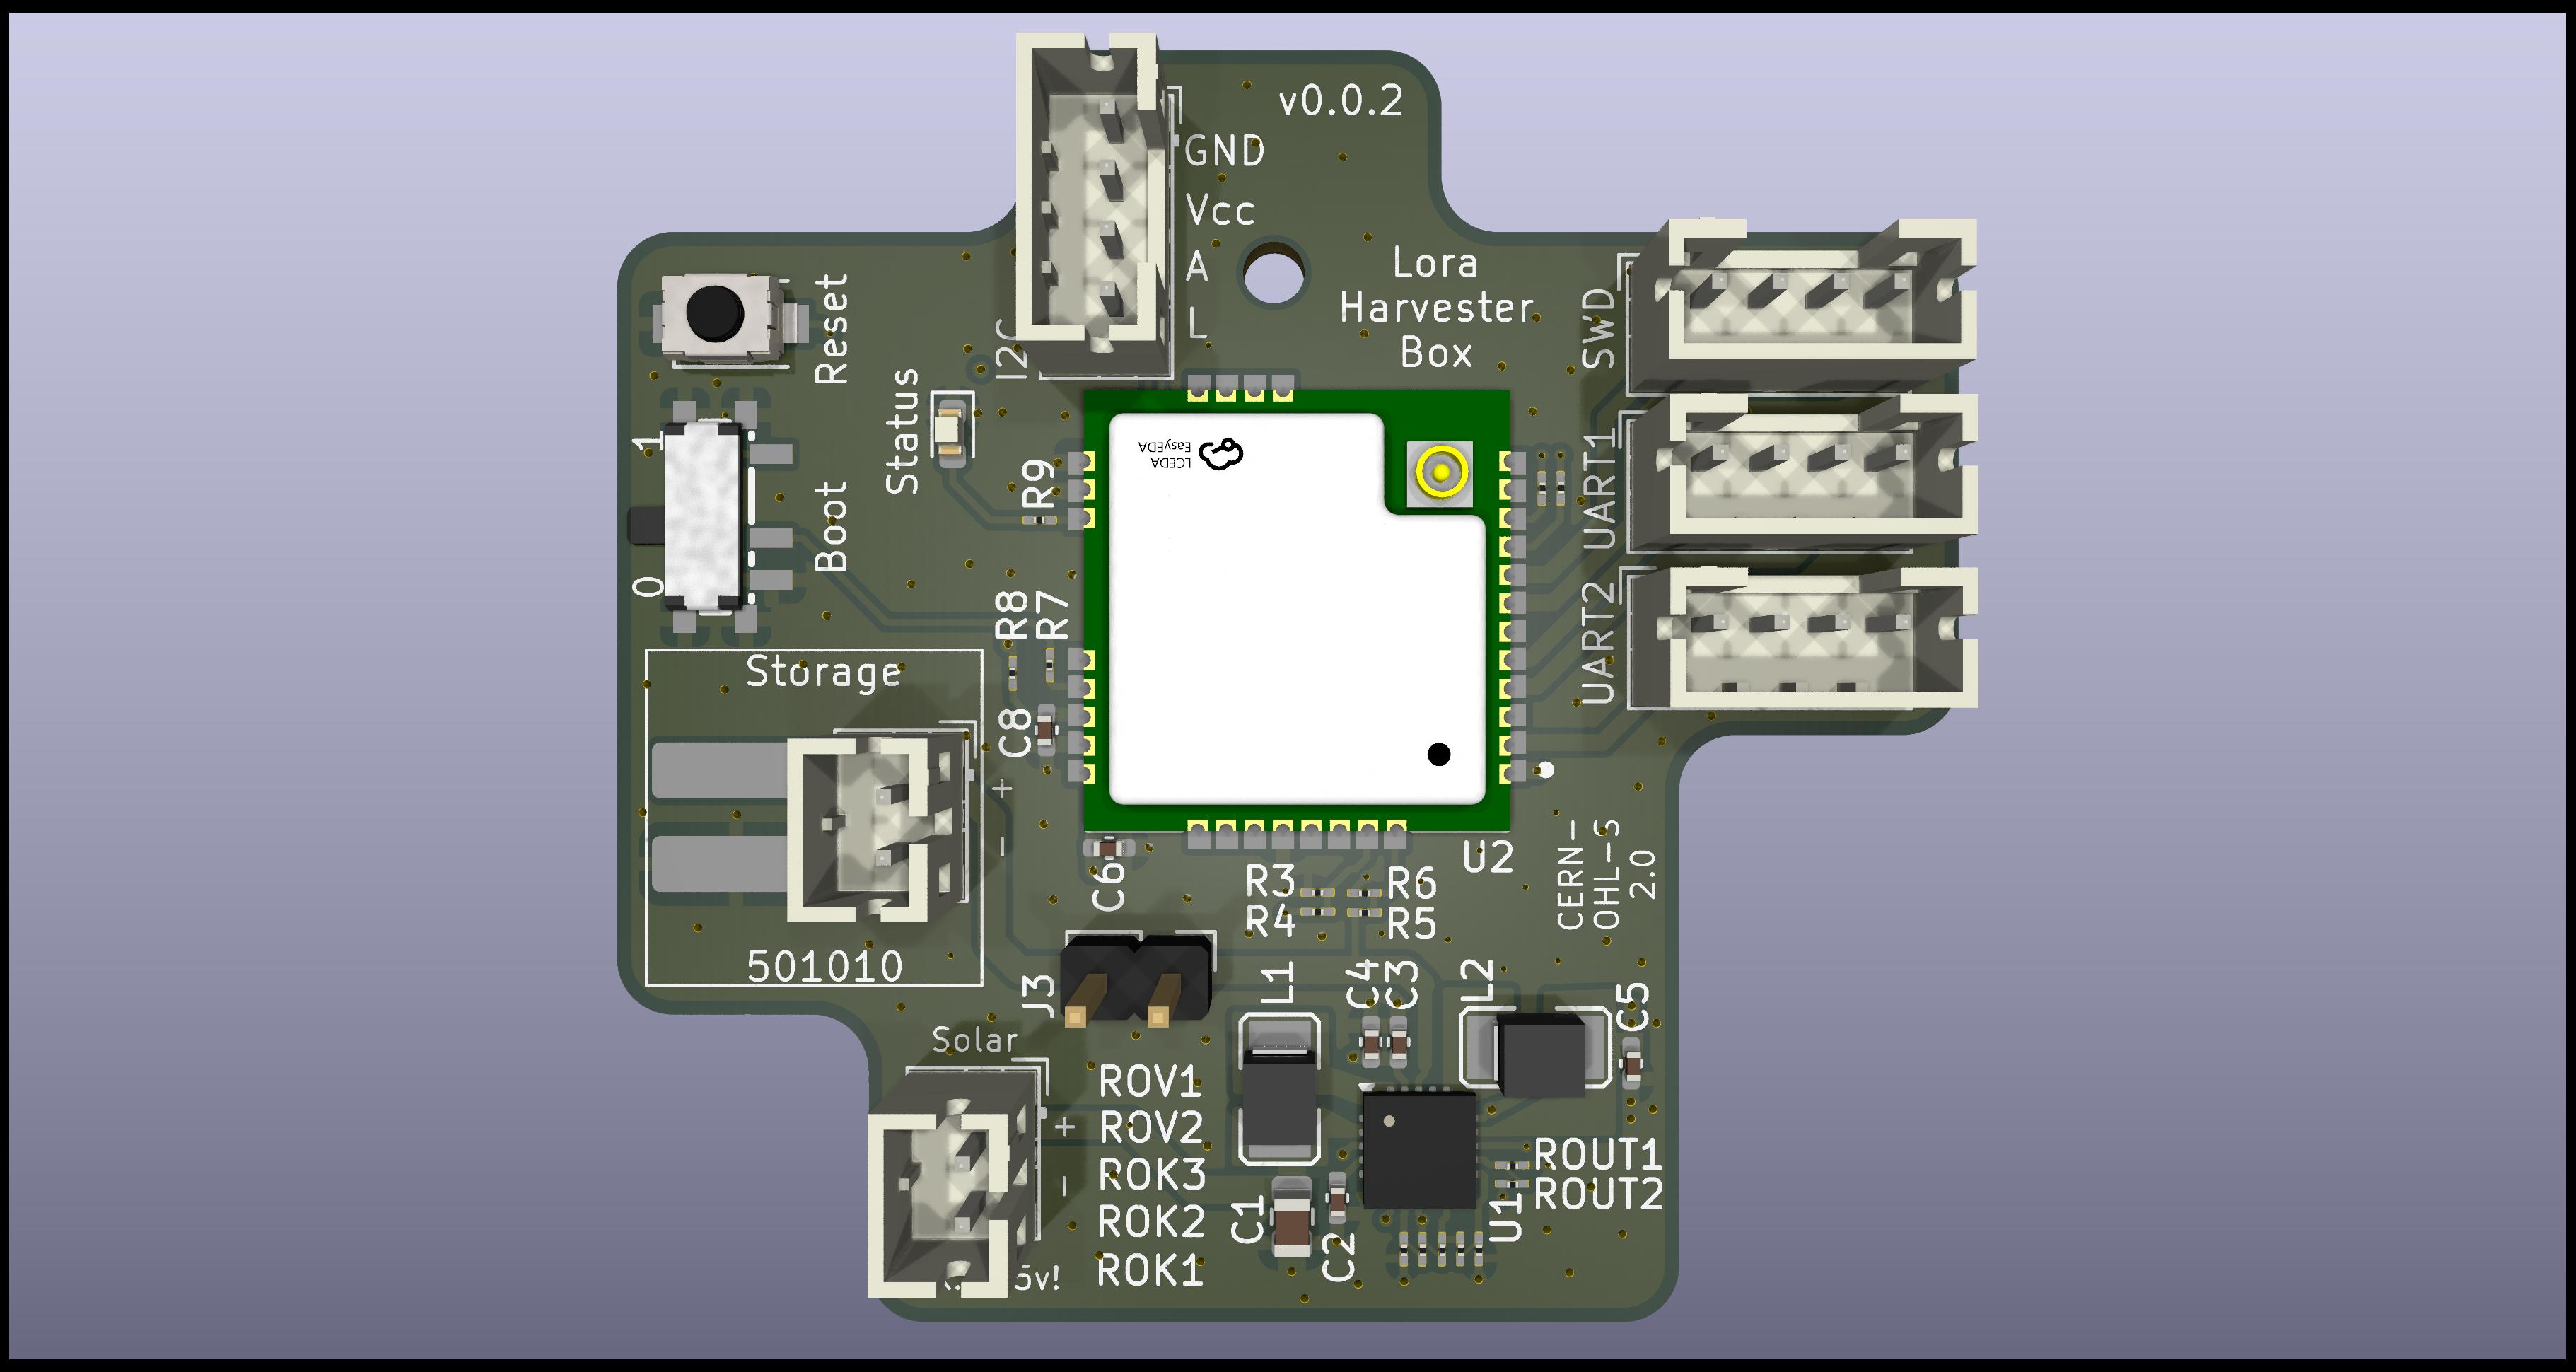 v0.0.2
GND
Vcc
A
L
I2C
Lora
Harvester
Box
Reset
Status
1
Boot
0
SWD
UART1
UART2
LCEDA
EasyEDA
R9
R8
R7
C8
Storage
+
-
501010
C6
U2
R3
R4
R6
R5
CERN-
OHL-S
2.0
J3
L1
C4
C3
L2
C5
Solar
+
-
5v!
ROV1
ROV2
ROK3
ROK2
ROK1
C1
C2
U1
ROUT1
ROUT2